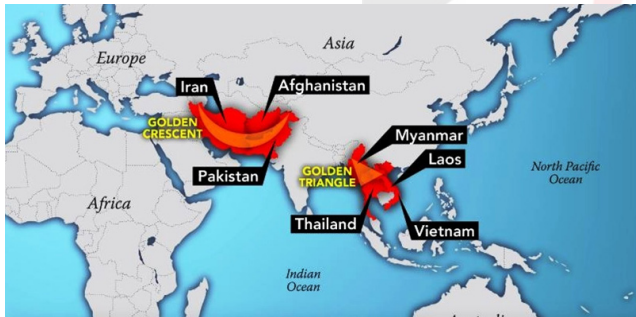 Europe
Asia
Iran
Afghanistan
GOLDEN
CRESCENT
Pakistan
Africa
Myanmar
Laos
GOLDEN
TRIANGLE
Thailand
Vietnam
North Pacific
Ocean
Indian
Ocean